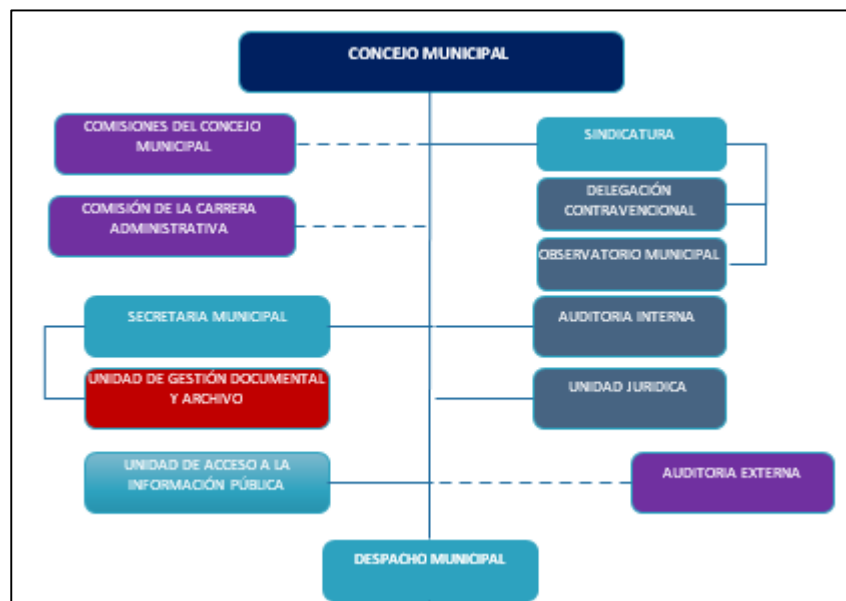 CONCEJO MUNICIPAL
COMISIONES DEL CONCEJO
MUNICIPAL
SINDICATURA
DELEGACIÓN
CONTRAVENCIONAL
COMISIÓN DE LA CARRERA
ADMINISTRATIVA
OBSERVATORIO MUNICIPAL
SECRETARIA MUNICIPAL
AUDITORIA INTERNA
UNIDAD DE GESTIÓN DOCUMENTAL
Y ARCHIVO
UNIDAD JURIDICA
UNIDAD DE ACCESO A LA
INFORMACIÓN PÚBLICA
AUDITORIA EXTERNA
DESPACHO MUNICIPAL